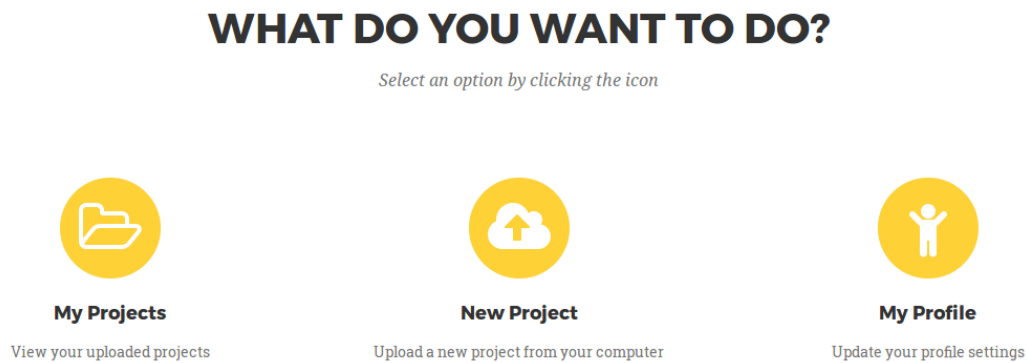 WHAT DO YOU WANT TO DO?
Select an option by clicking the icon
My Projects
New Project
My Profile
View your uploaded projects
Upload a new project from your computer
Update your profile settings